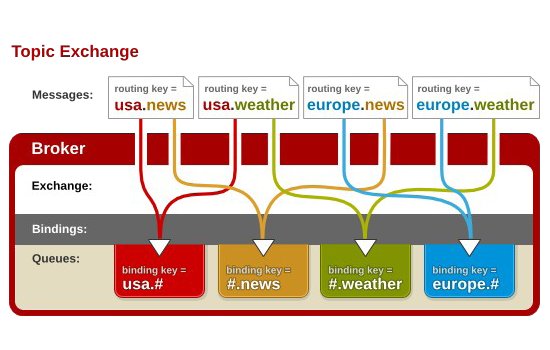 Topic Exchange
Messages:
routing key =
usa.news
routing key =
usa.weather
routing key =
europe.news
routing key =
europe.weather
Broker
Exchange:
Bindings:
Queues:
binding key =
usa.#
binding key =
#.news
binding key =
#.weather
binding key =
europe.#